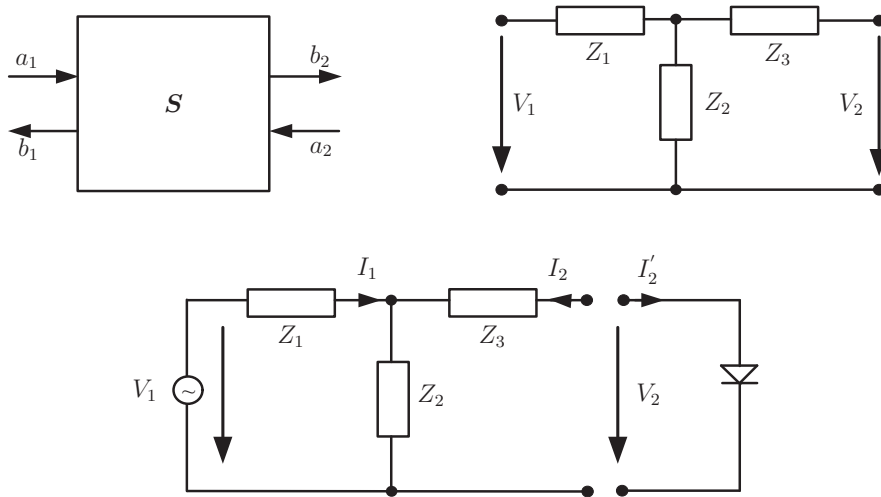 a₁
b₂
S
b₁
a₂
Z₁
Z₃
V₁
Z₂
V₂
I₁
I₂
I₂'
Z₁
Z₃
V₁
~
Z₂
V₂